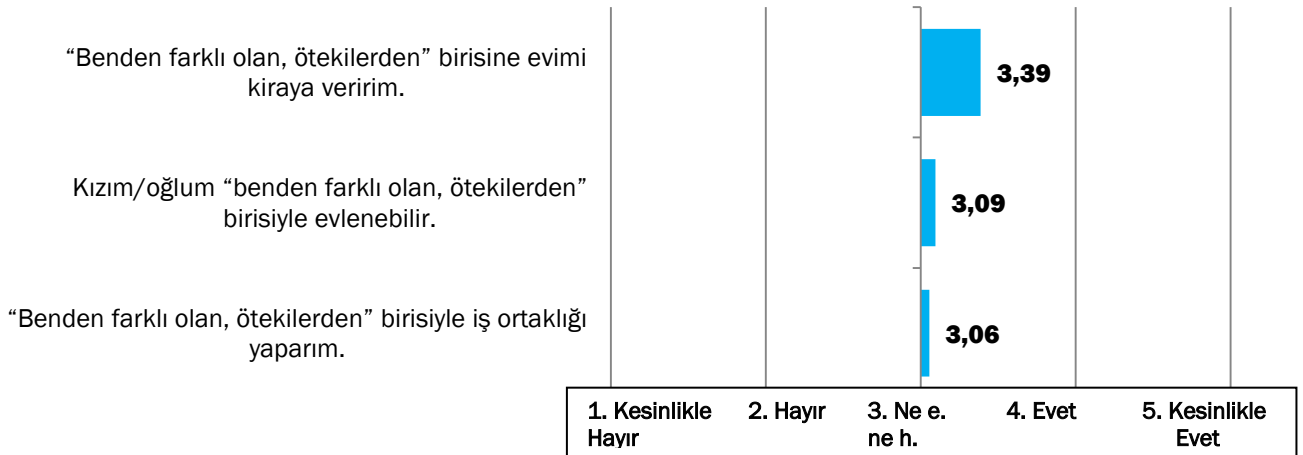 “Benden farklı olan, ötekilerden” birisine evimi
kiraya veririm.
3,39
Kızım/oğlum “benden farklı olan, ötekilerden”
birisiyle evlenebilir.
3,09
“Benden farklı olan, ötekilerden” birisiyle iş ortaklığı
yaparım.
3,06
1. Kesinlikle
Hayır
2. Hayır
3. Ne e.
ne h.
4. Evet
5. Kesinlikle
Evet